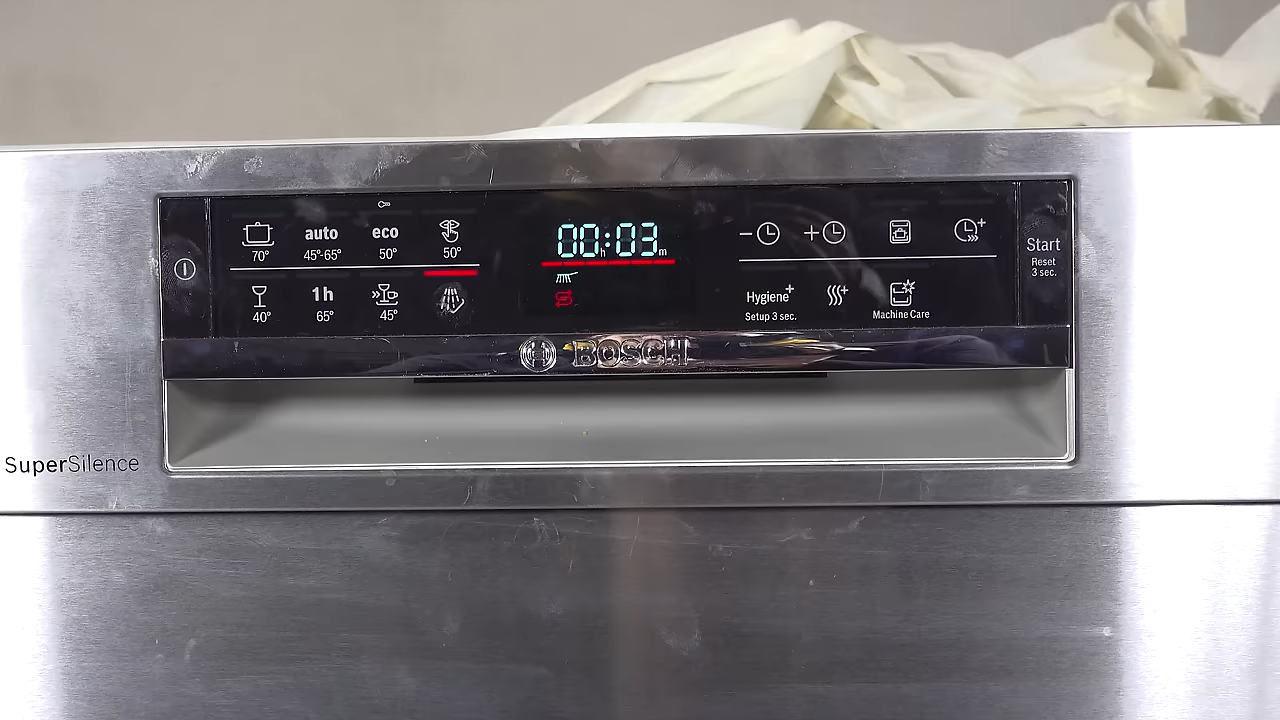 auto
eco
70°
45°-65°
50°
50°
1h
40°
65°
45°
00:03m
Hygiene+
Setup 3 sec.
Machine Care
Start
Reset
3 sec.
BOSCH
SuperSilence